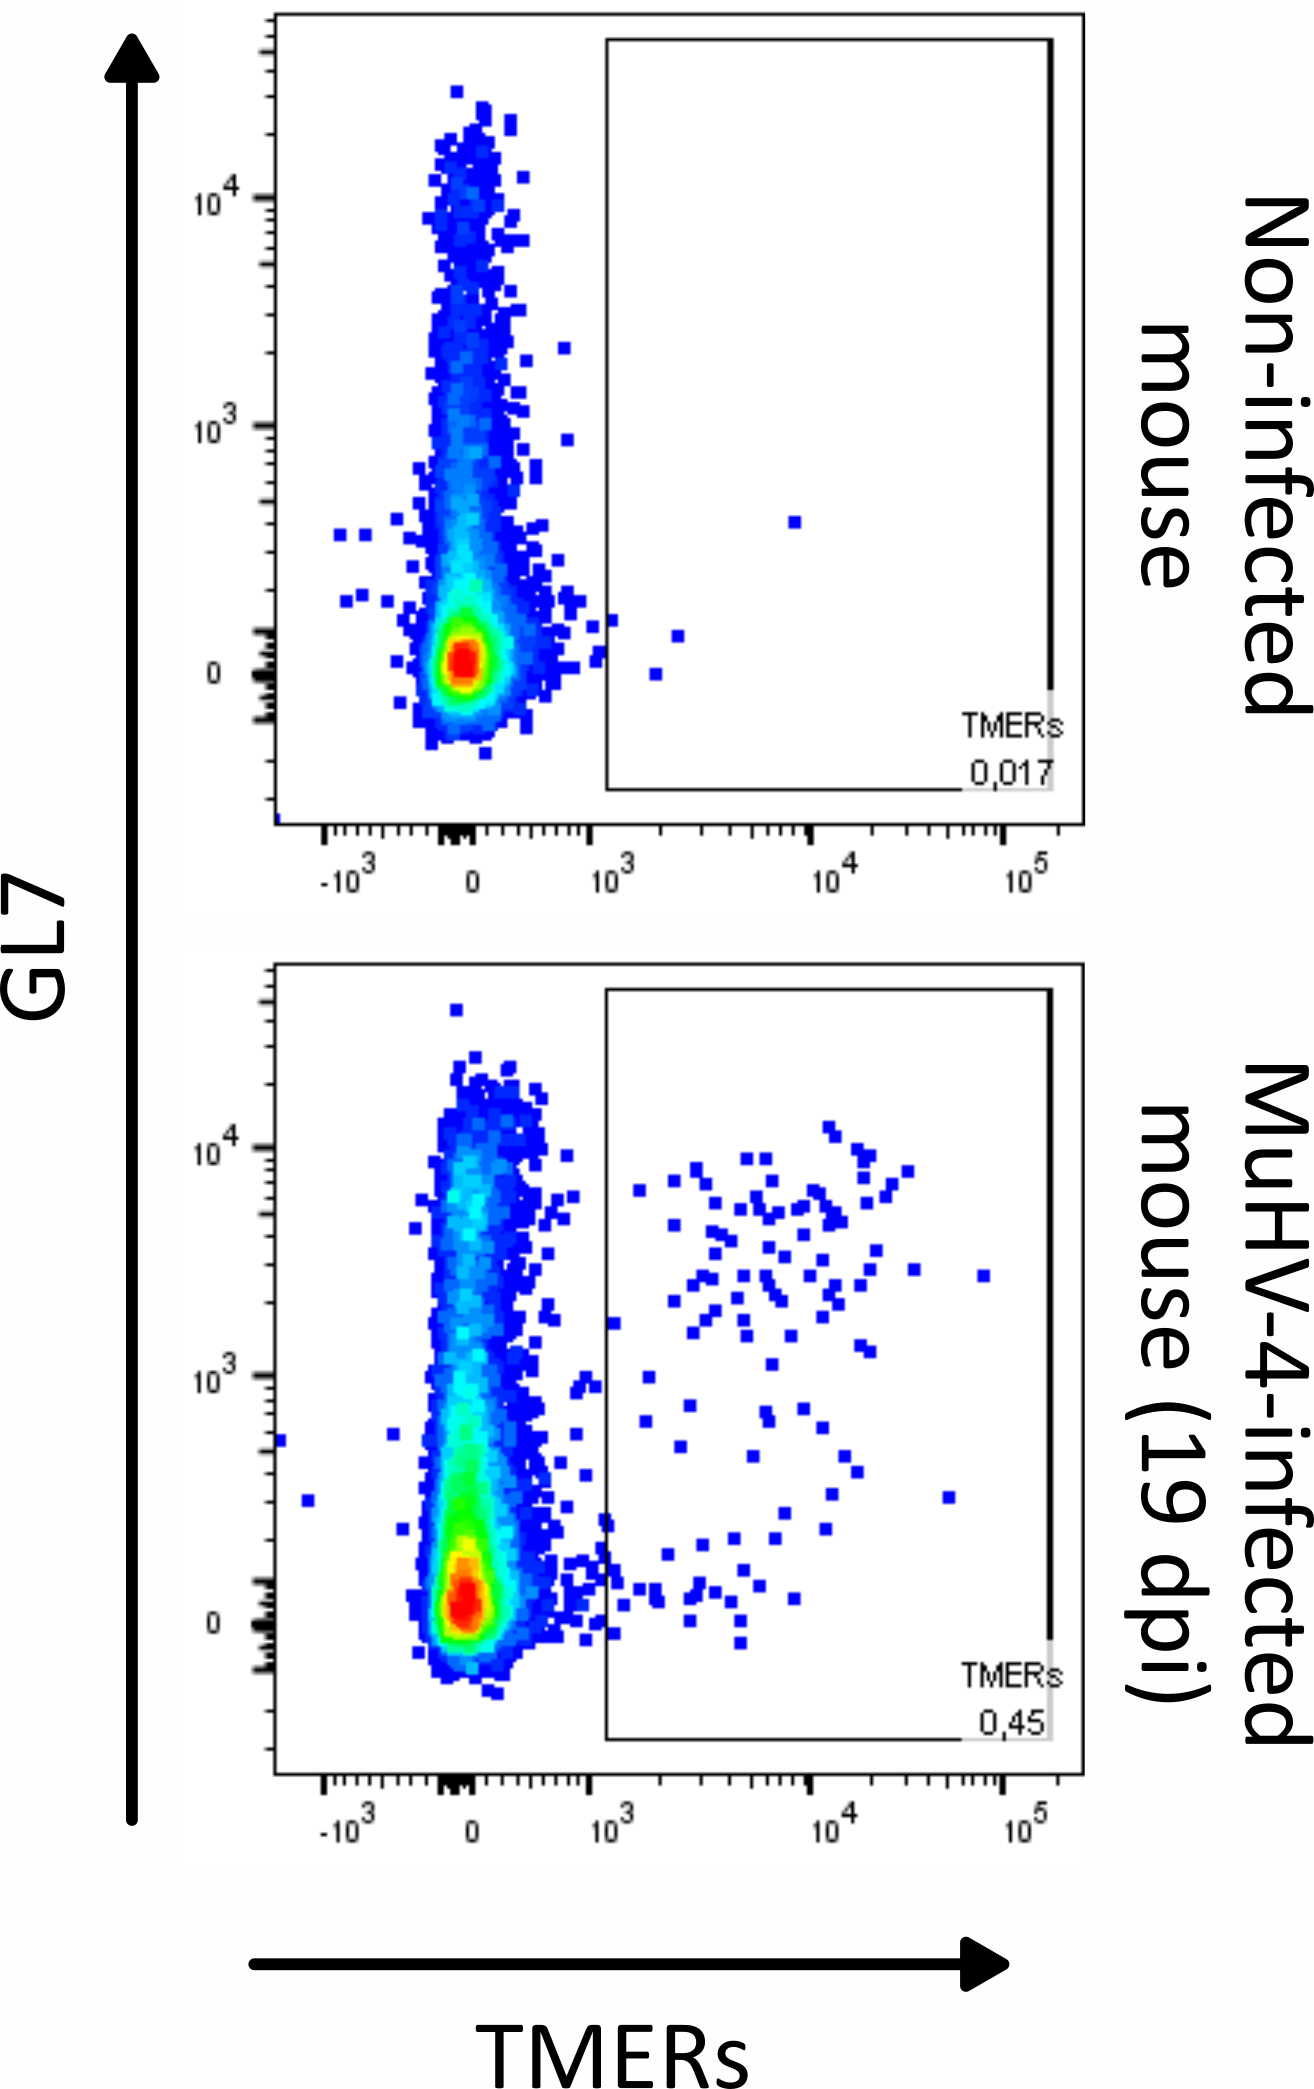 GL7
10^4
10^3
0
TMERs
0,017
-10^3 0 10^3 10^4 10^5
Non-infected
mouse
10^4
10^3
0
TMERs
0,45
-10^3 0 10^3 10^4 10^5
MuHV-4-infected
mouse (19 dpi)
TMERs